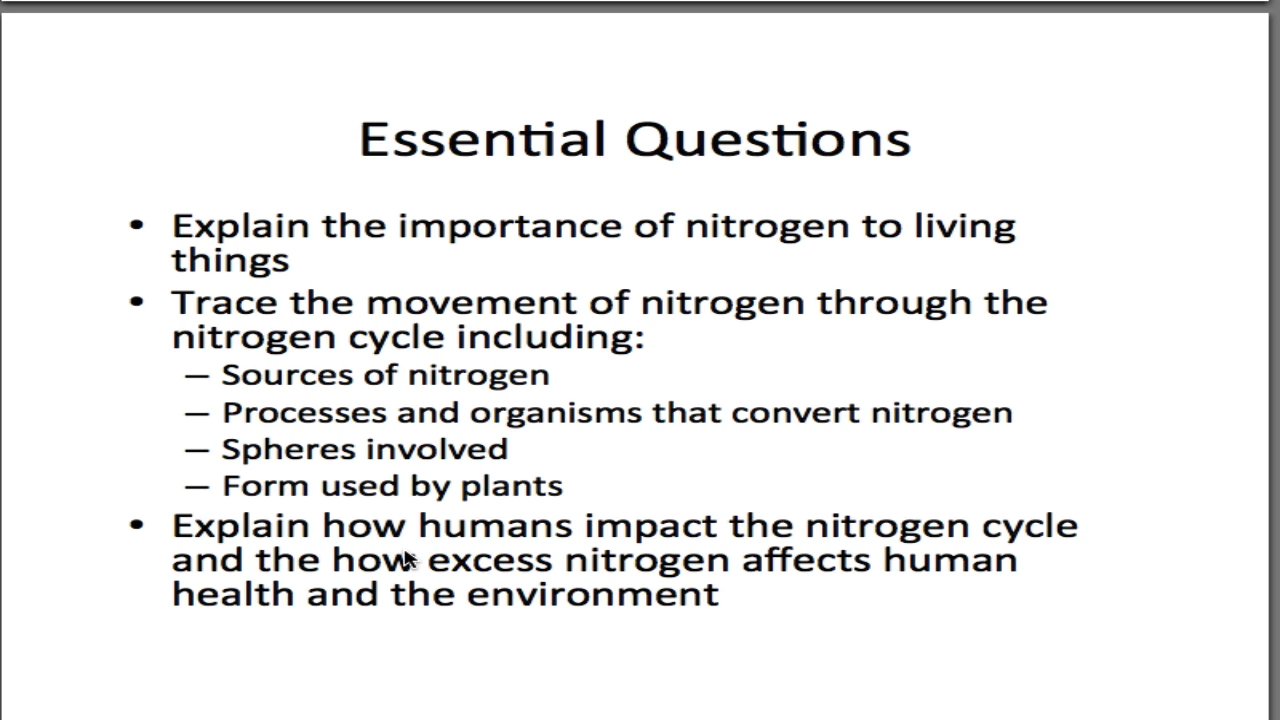 Essential Questions
• Explain the importance of nitrogen to living
things
• Trace the movement of nitrogen through the
nitrogen cycle including:
– Sources of nitrogen
– Processes and organisms that convert nitrogen
– Spheres involved
– Form used by plants
• Explain how humans impact the nitrogen cycle
and the how excess nitrogen affects human
health and the environment